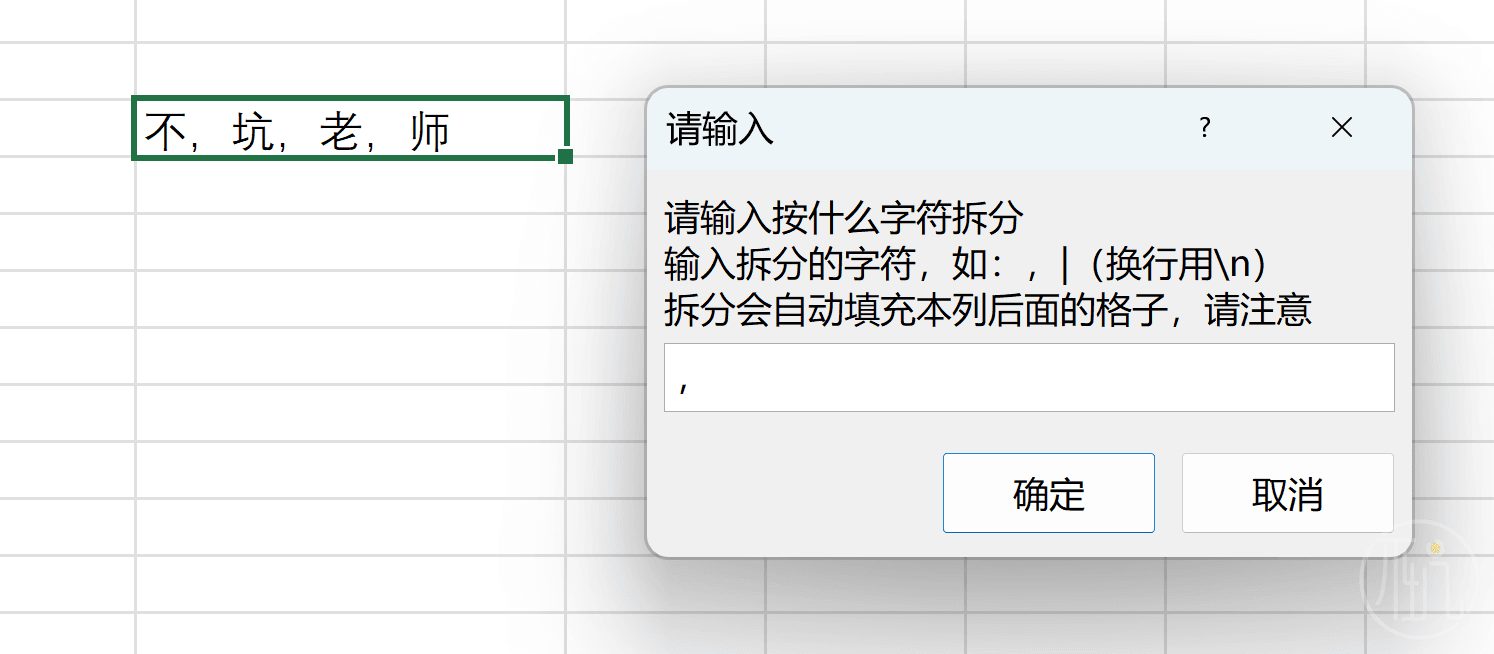 不，坑，老，师
请输入
?
请输入按什么字符拆分
输入拆分的字符，如：，|（换行用\n）
拆分会自动填充本列后面的格子，请注意
，
确定 取消